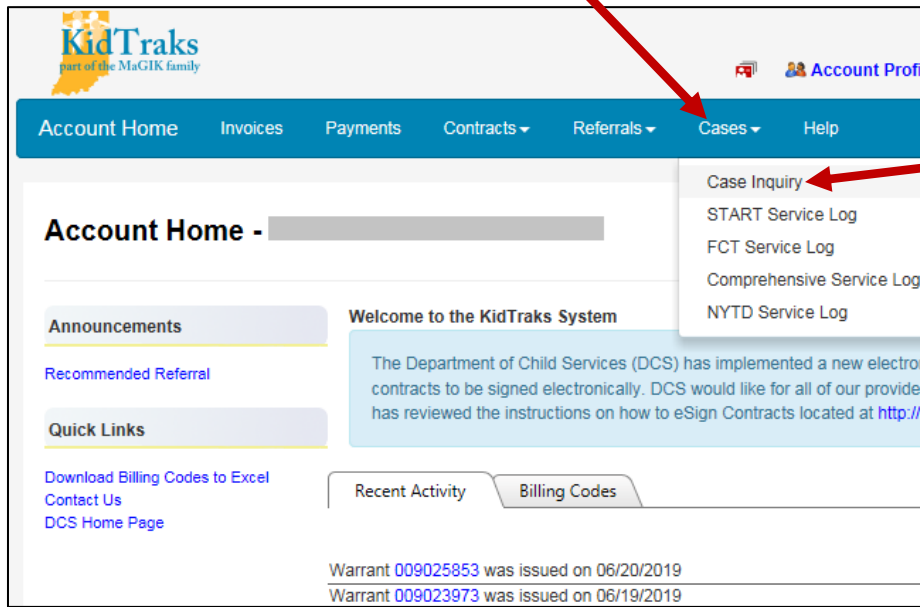 KidTraks
part of the MaGIK family
Account Profi
Account Home Invoices Payments Contracts Referrals Cases Help
Case Inquiry
START Service Log
FCT Service Log
Comprehensive Service Log
NYTD Service Log
Account Home -
Announcements
Recommended Referral
Quick Links
Download Billing Codes to Excel
Contact Us
DCS Home Page
Welcome to the KidTraks System
The Department of Child Services (DCS) has implemented a new electron
contracts to be signed electronically. DCS would like for all of our provide
has reviewed the instructions on how to eSign Contracts located at http://
Recent Activity Billing Codes
Warrant 009025853 was issued on 06/20/2019
Warrant 009023973 was issued on 06/19/2019